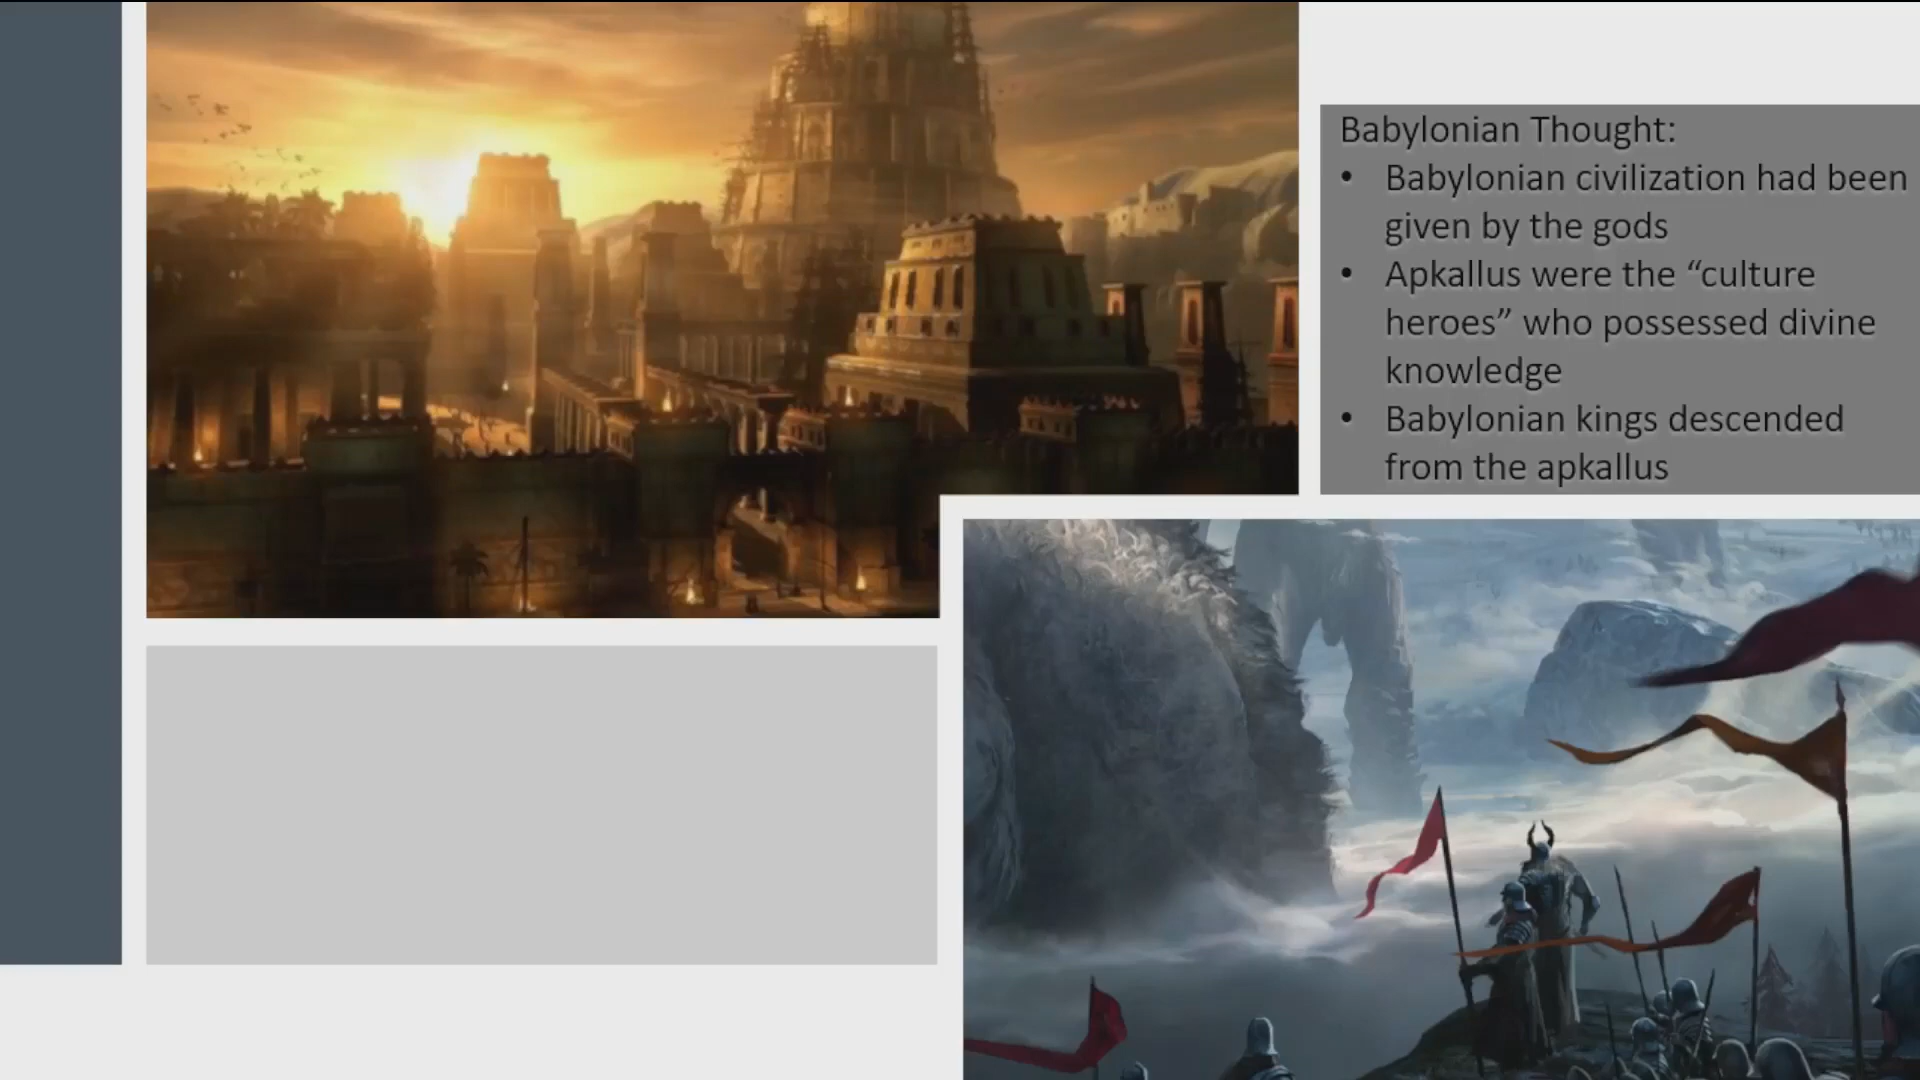 Babylonian Thought:
• Babylonian civilization had been
given by the gods
• Apkallus were the “culture
heroes” who possessed divine
knowledge
• Babylonian kings descended
from the apkallus